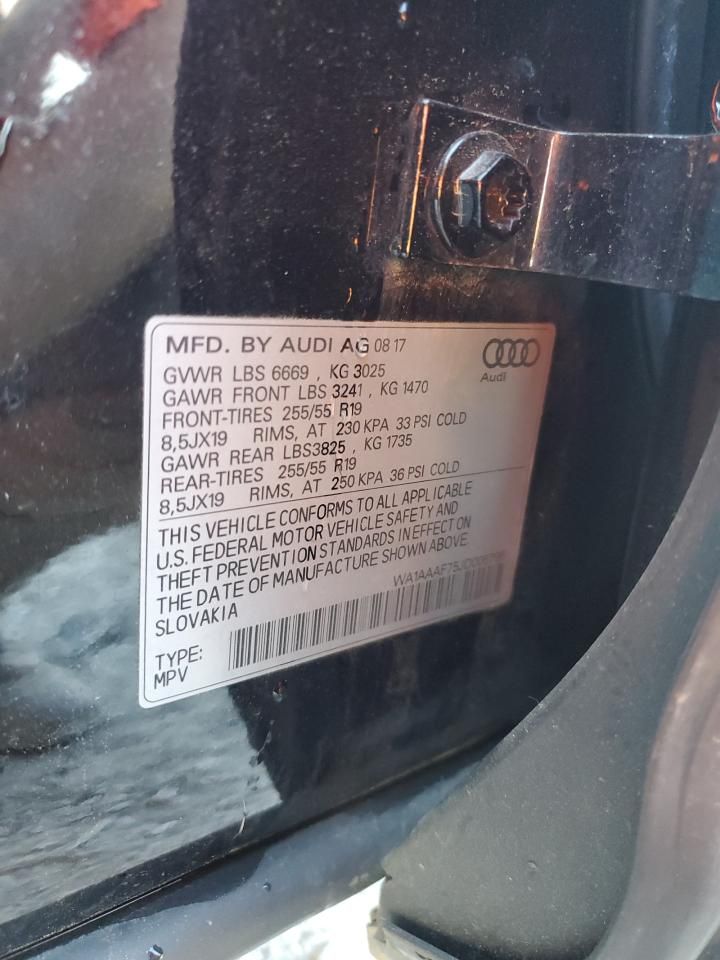 MFD. BY AUDI AG 08 17
Audi
GVWR LBS 6669 , KG 3025
GAWR FRONT LBS 3241 , KG 1470
FRONT-TIRES 255/55 R19
8,5JX19 RIMS, AT 230 KPA 33 PSI COLD
GAWR REAR LBS3825 , KG 1735
REAR-TIRES 255/55 R19
8,5JX19 RIMS, AT 250 KPA 36 PSI COLD
THIS VEHICLE CONFORMS TO ALL APPLICABLE
U.S. FEDERAL MOTOR VEHICLE SAFETY AND
THEFT PREVENTION STANDARDS IN EFFECT ON
THE DATE OF MANUFACTURE SHOWN ABOVE.
SLOVAKIA
TYPE:
MPV